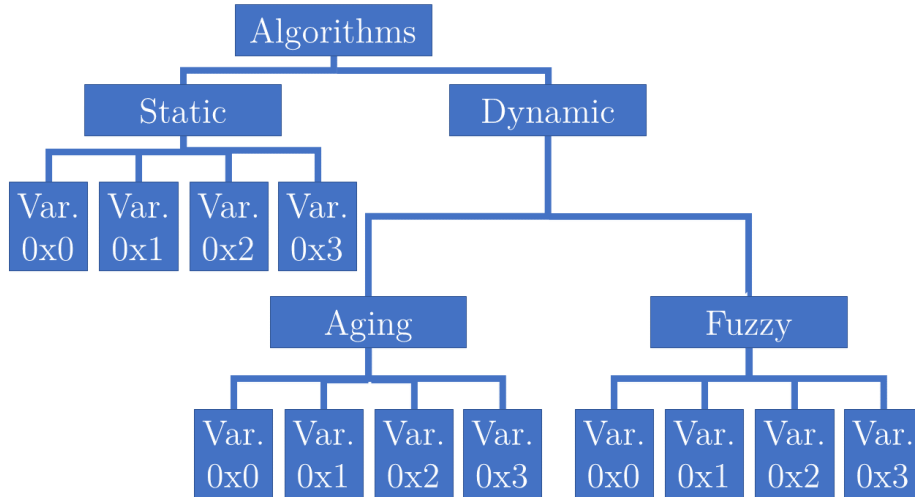 Algorithms
Static
Dynamic
Var.
0x0
Var.
0x1
Var.
0x2
Var.
0x3
Aging
Fuzzy
Var.
0x0
Var.
0x1
Var.
0x2
Var.
0x3
Var.
0x0
Var.
0x1
Var.
0x2
Var.
0x3